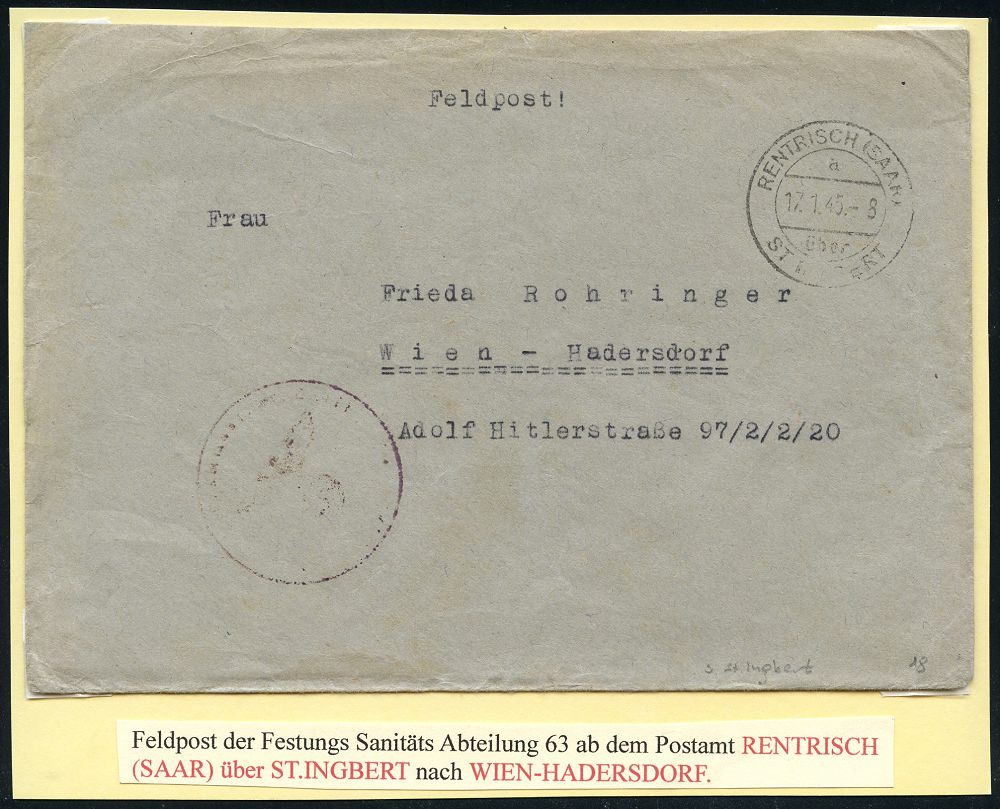 Feldpost!
RENTRISCH (SAAR)
a
17.1.45.-8
über
ST
Frau
Frieda Rohringer
Wien - Hadersdorf
Adolf Hitlerstraße 97/2/2/20
s. St Ingbert 18
Feldpost der Festungs Sanitäts Abteilung 63 ab dem Postamt RENTRISCH
(SAAR) über ST.INGBERT nach WIEN-HADERSDORF.